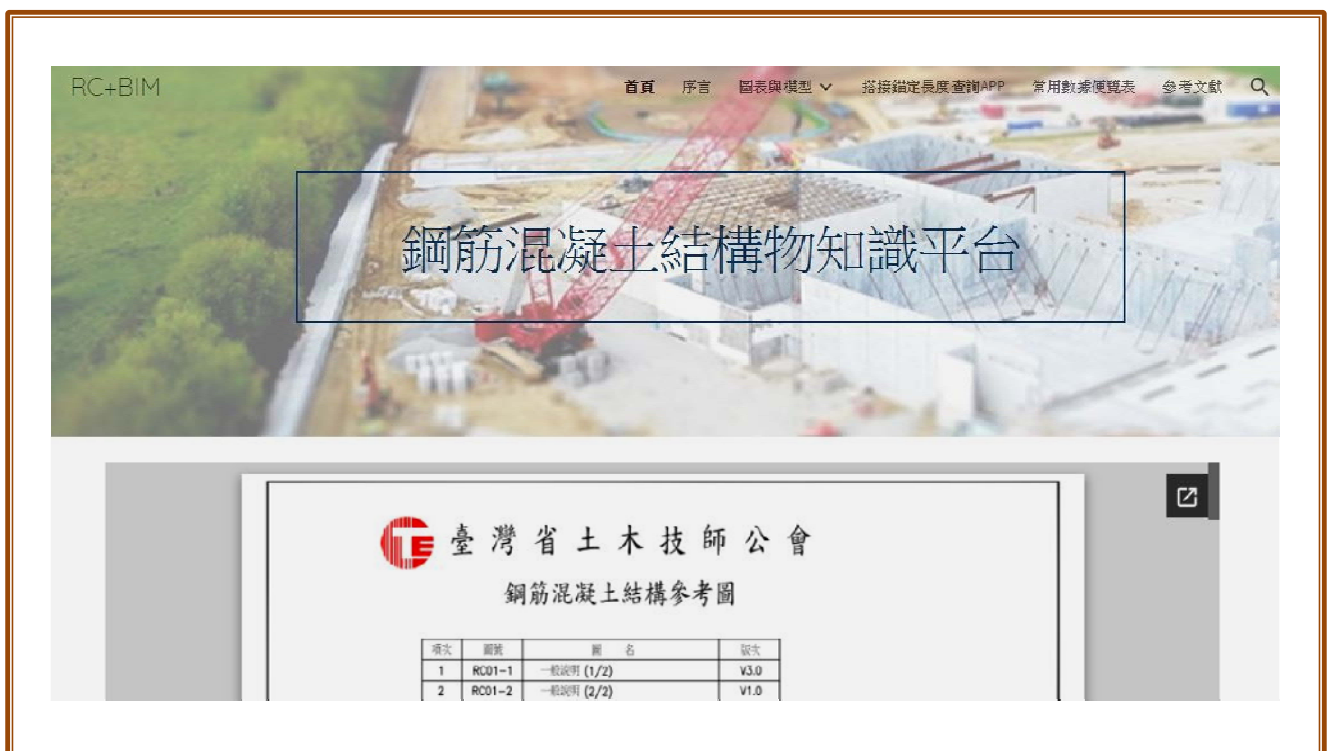 RC+BIM 首頁 序言 圖表與模型 搭接錨定長度查詢APP 常用數據便覽表 參考文獻
鋼筋混凝土結構物知識平台
臺灣省土木技師公會
鋼筋混凝土結構參考圖
項次 圖號 圖 名 版次
1 RC01-1 一般說明 (1/2) V3.0
2 RC01-2 一般說明 (2/2) V1.0